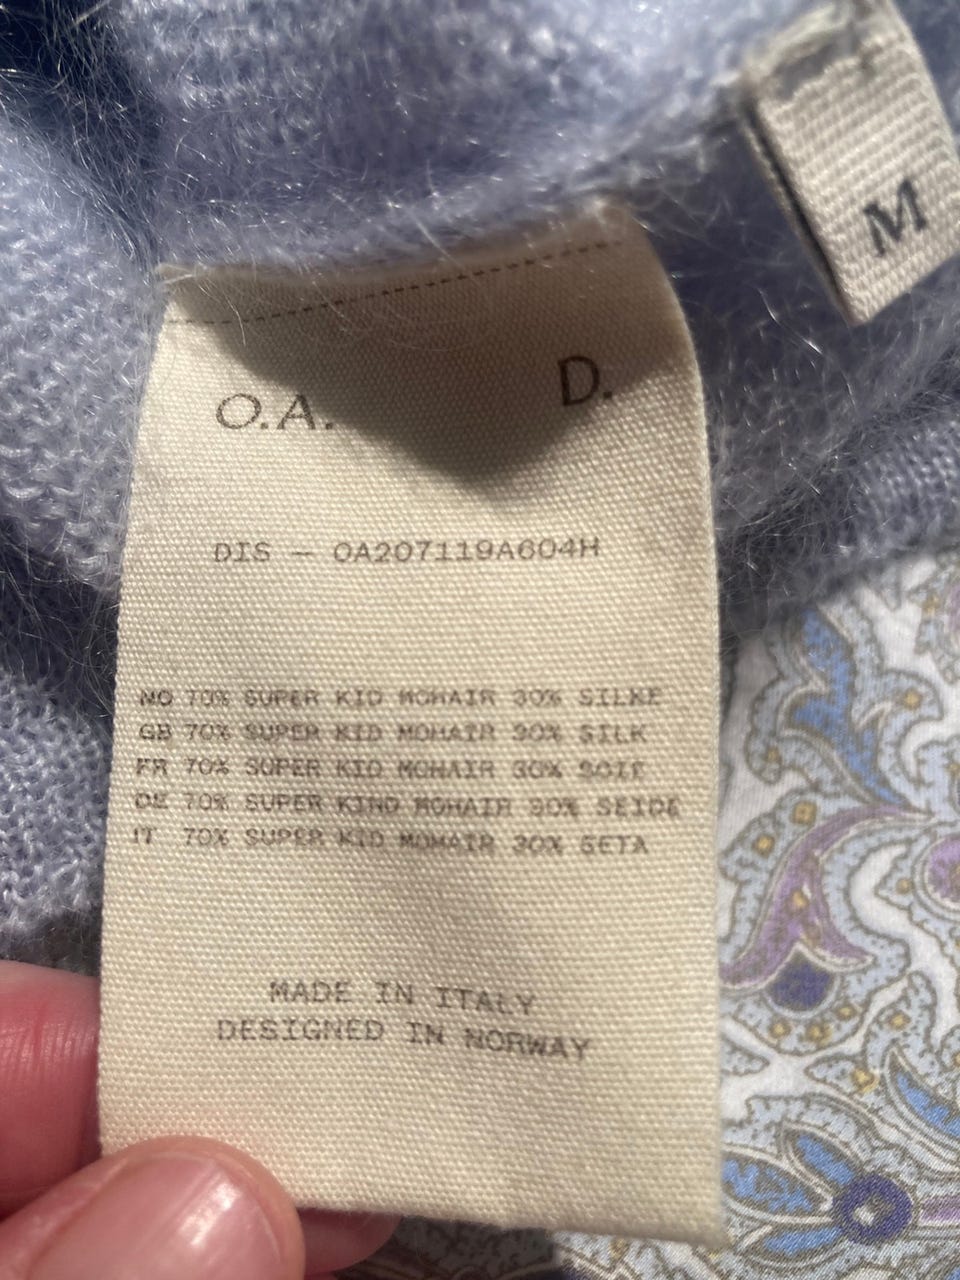 M
O.A. D.
DIS — OA207119A604H
NO 70% SUPER KID MOHAIR 30% SILKE
GB 70% SUPER KID MOHAIR 30% SILK
FR 70% SUPER KID MOHAIR 30% SOIE
DE 70% SUPER KIND MOHAIR 30% SEIDE
IT 70% SUPER KID MOHAIR 30% SETA
MADE IN ITALY
DESIGNED IN NORWAY